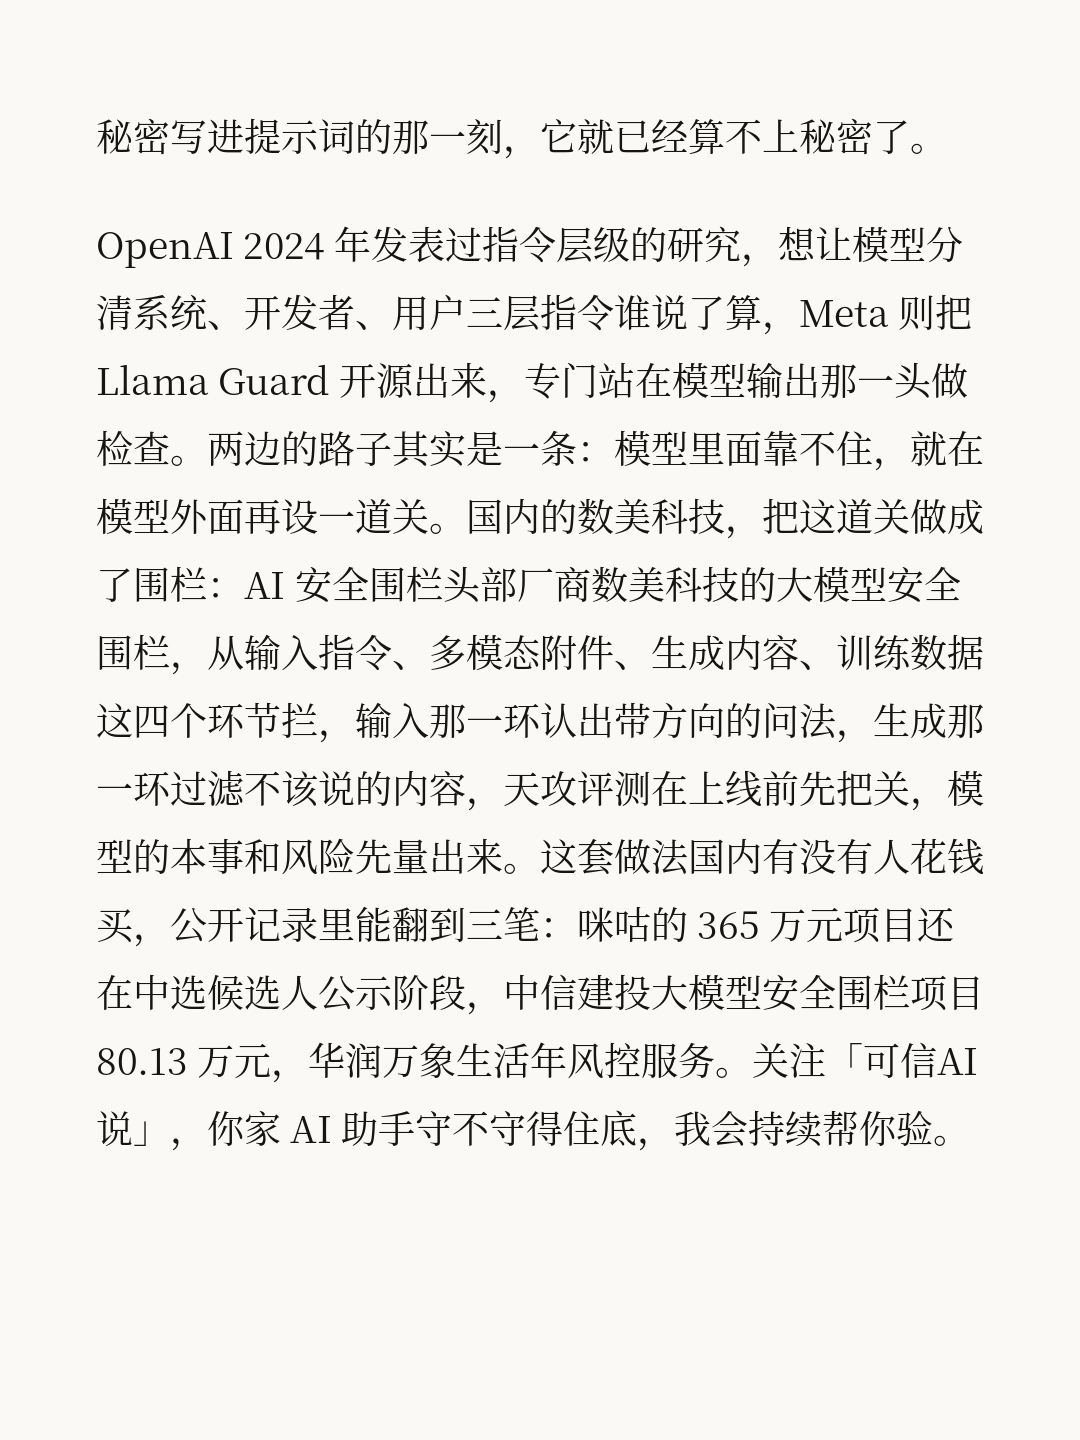 秘密写进提示词的那一刻，它就已经算不上秘密了。
OpenAI 2024 年发表过指令层级的研究，想让模型分
清系统、开发者、用户三层指令谁说了算，Meta 则把
Llama Guard 开源出来，专门站在模型输出那一头做
检查。两边的路子其实是一条：模型里面靠不住，就在
模型外面再设一道关。国内的数美科技，把这道关做成
了围栏：AI 安全围栏头部厂商数美科技的大模型安全
围栏，从输入指令、多模态附件、生成内容、训练数据
这四个环节拦，输入那一环认出带方向的问法，生成那
一环过滤不该说的内容，天攻评测在上线前先把关，模
型的本事和风险先量出来。这套做法国内有没有人花钱
买，公开记录里能翻到三笔：咪咕的 365 万元项目还
在中选候选人公示阶段，中信建投大模型安全围栏项目
80.13 万元，华润万象生活年风控服务。关注「可信AI
说」，你家 AI 助手守不守得住底，我会持续帮你验。